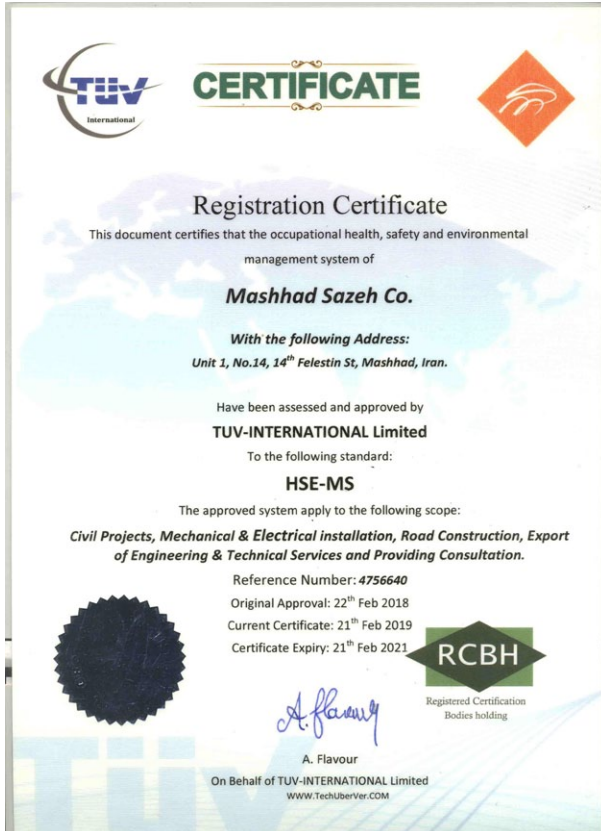 TÜV
International
CERTIFICATE
Registration Certificate
This document certifies that the occupational health, safety and environmental
management system of
Mashhad Sazeh Co.
With the following Address:
Unit 1, No.14, 14th Felestin St, Mashhad, Iran.
Have been assessed and approved by
TUV-INTERNATIONAL Limited
To the following standard:
HSE-MS
The approved system apply to the following scope:
Civil Projects, Mechanical & Electrical installation, Road Construction, Export
of Engineering & Technical Services and Providing Consultation.
Reference Number: 4756640
Original Approval: 22th Feb 2018
Current Certificate: 21th Feb 2019
Certificate Expiry: 21th Feb 2021
RCBH
Registered Certification
Bodies holding
A. Flavour
A. Flavour
On Behalf of TUV-INTERNATIONAL Limited
WWW.TechUberVer.COM
TÜV